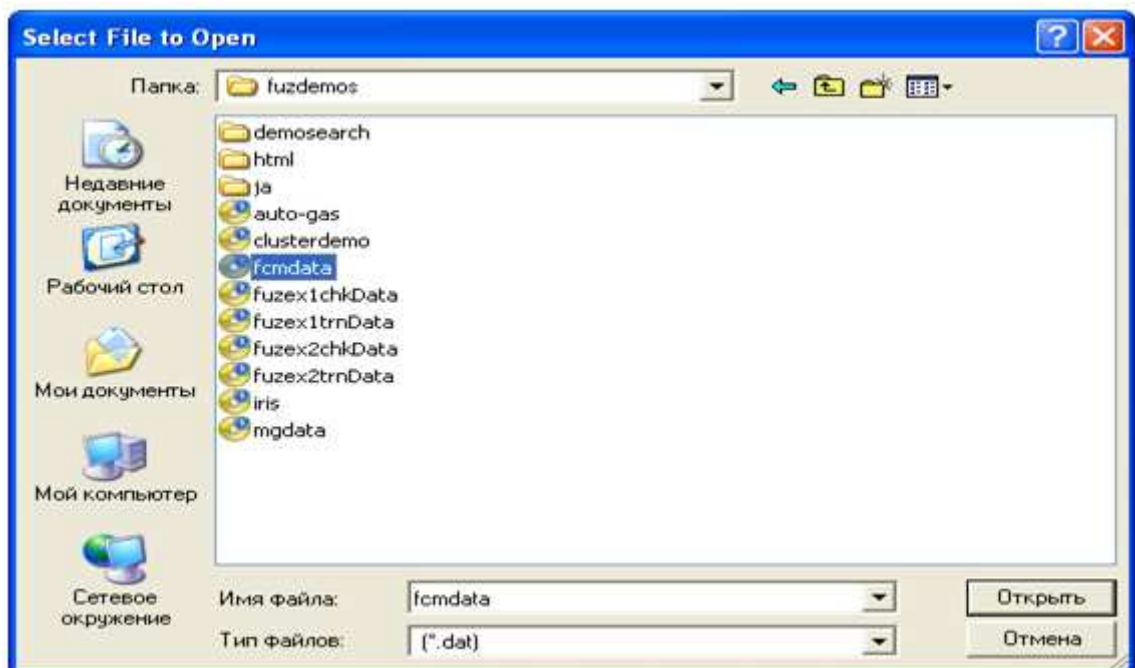 Select File to Open
Папка: fuzdemos
Недавние
документы
Рабочий стол
Мои документы
Мой компьютер
Сетевое
окружение
demosearch
html
ja
auto-gas
clusterdemo
fcmdata
fuzex1chkData
fuzex1trnData
fuzex2chkData
fuzex2trnData
iris
mgdata
Имя файла: fcmdata
Открыть
Тип файлов: (*.dat)
Отмена